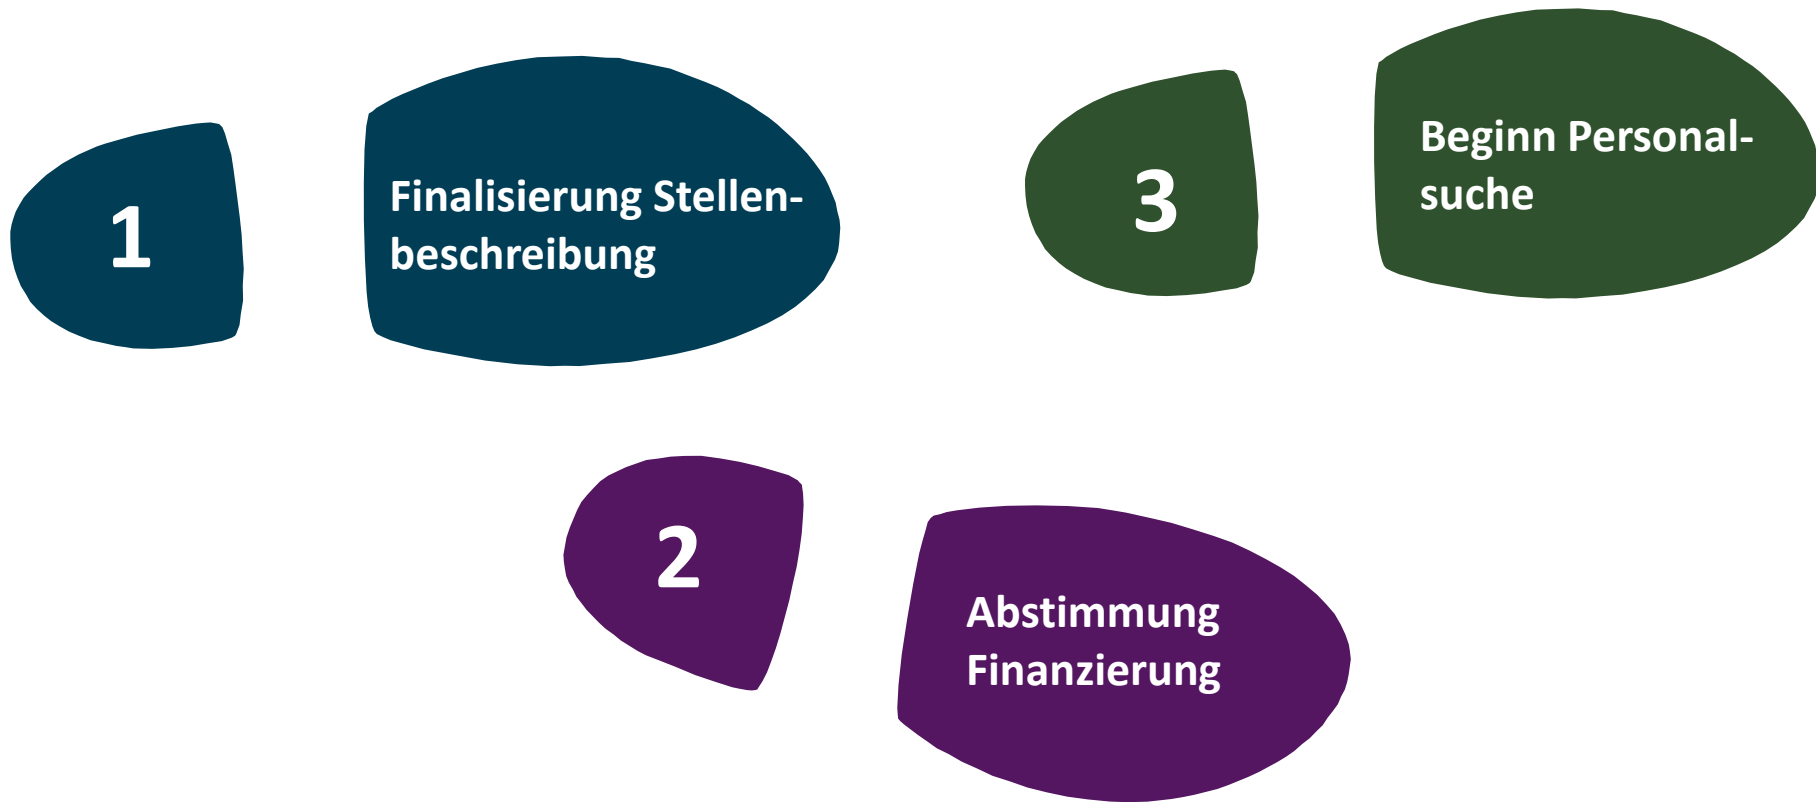 1
Finalisierung Stellen-
beschreibung
2
Abstimmung
Finanzierung
3
Beginn Personal-
suche